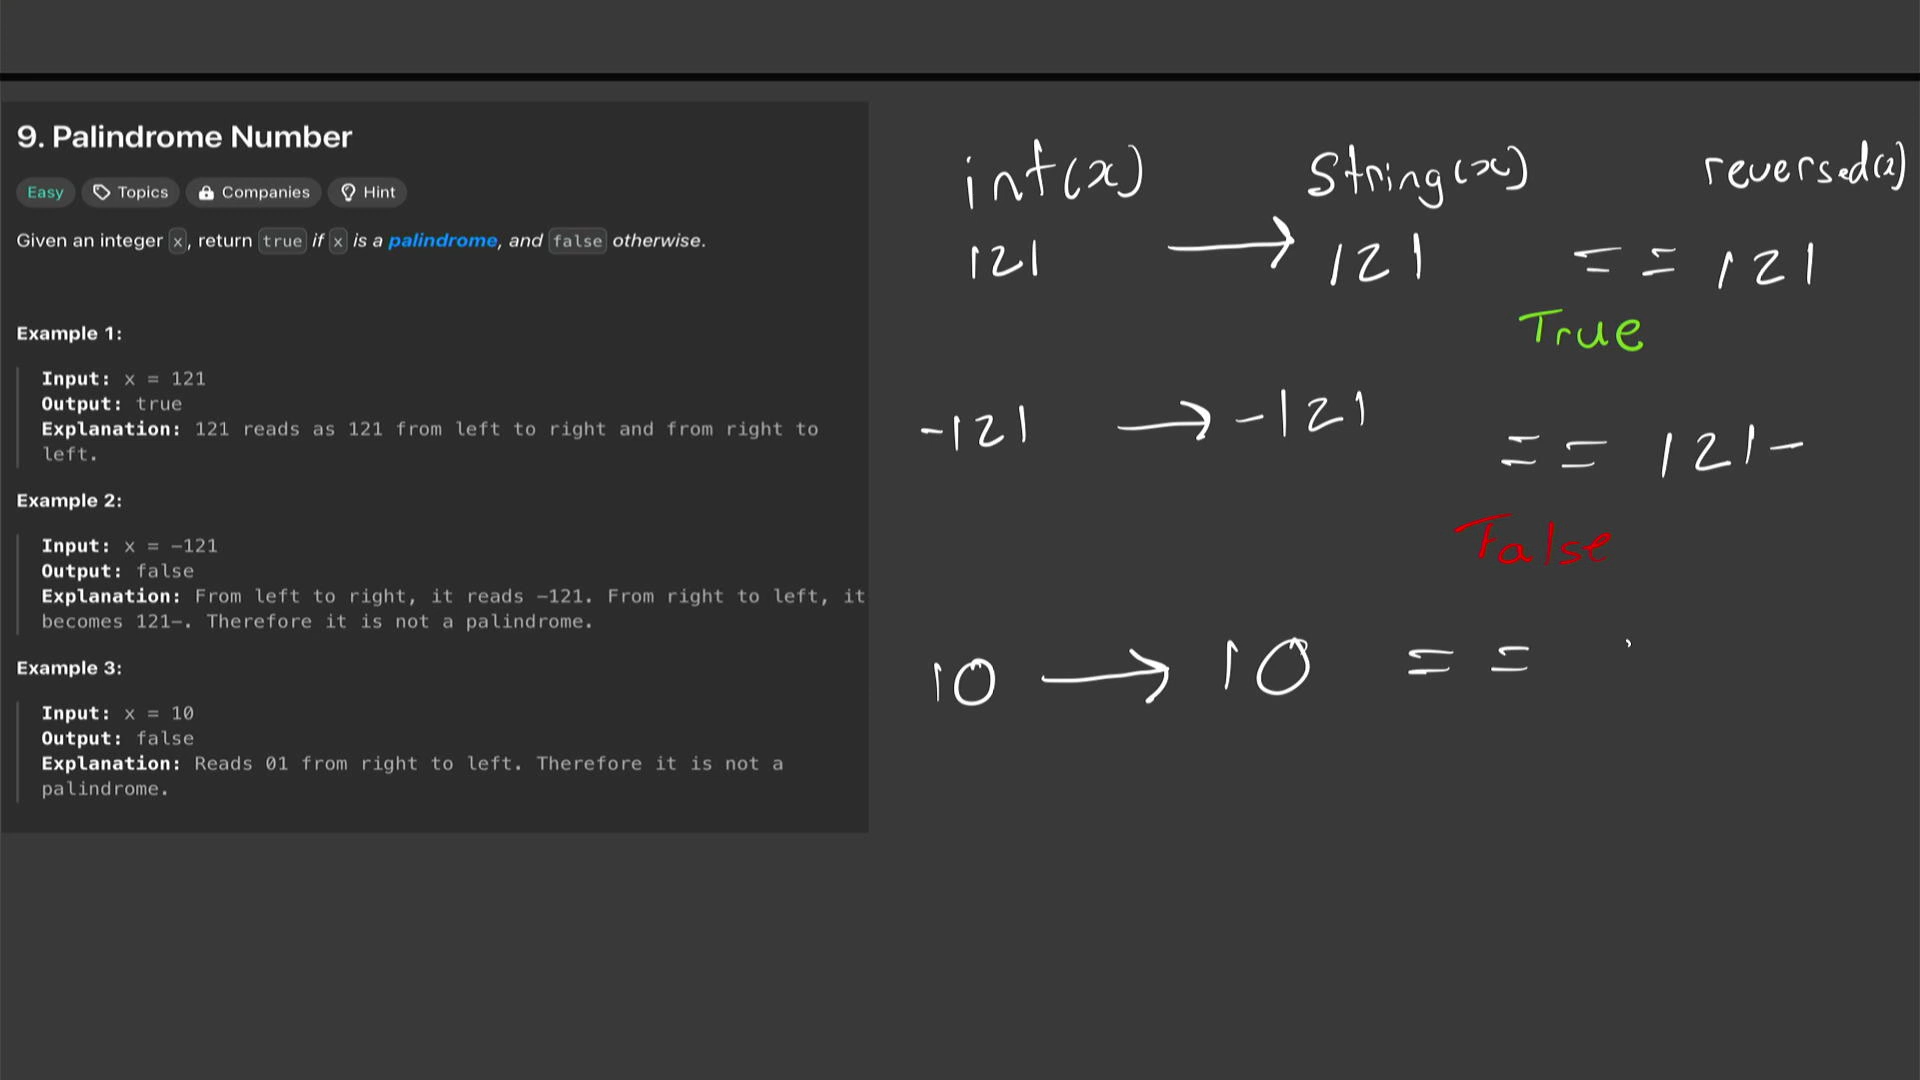 9. Palindrome Number
Easy Topics Companies Hint
Given an integer x, return true if x is a palindrome, and false otherwise.
Example 1:
Input: x = 121
Output: true
Explanation: 121 reads as 121 from left to right and from right to
left.
Example 2:
Input: x = -121
Output: false
Explanation: From left to right, it reads -121. From right to left, it
becomes 121-. Therefore it is not a palindrome.
Example 3:
Input: x = 10
Output: false
Explanation: Reads 01 from right to left. Therefore it is not a
palindrome.
int(x) String(x) reversed(x)
121 → 121 == 121
True
-121 → -121 == 121-
False
10 → 10 ==